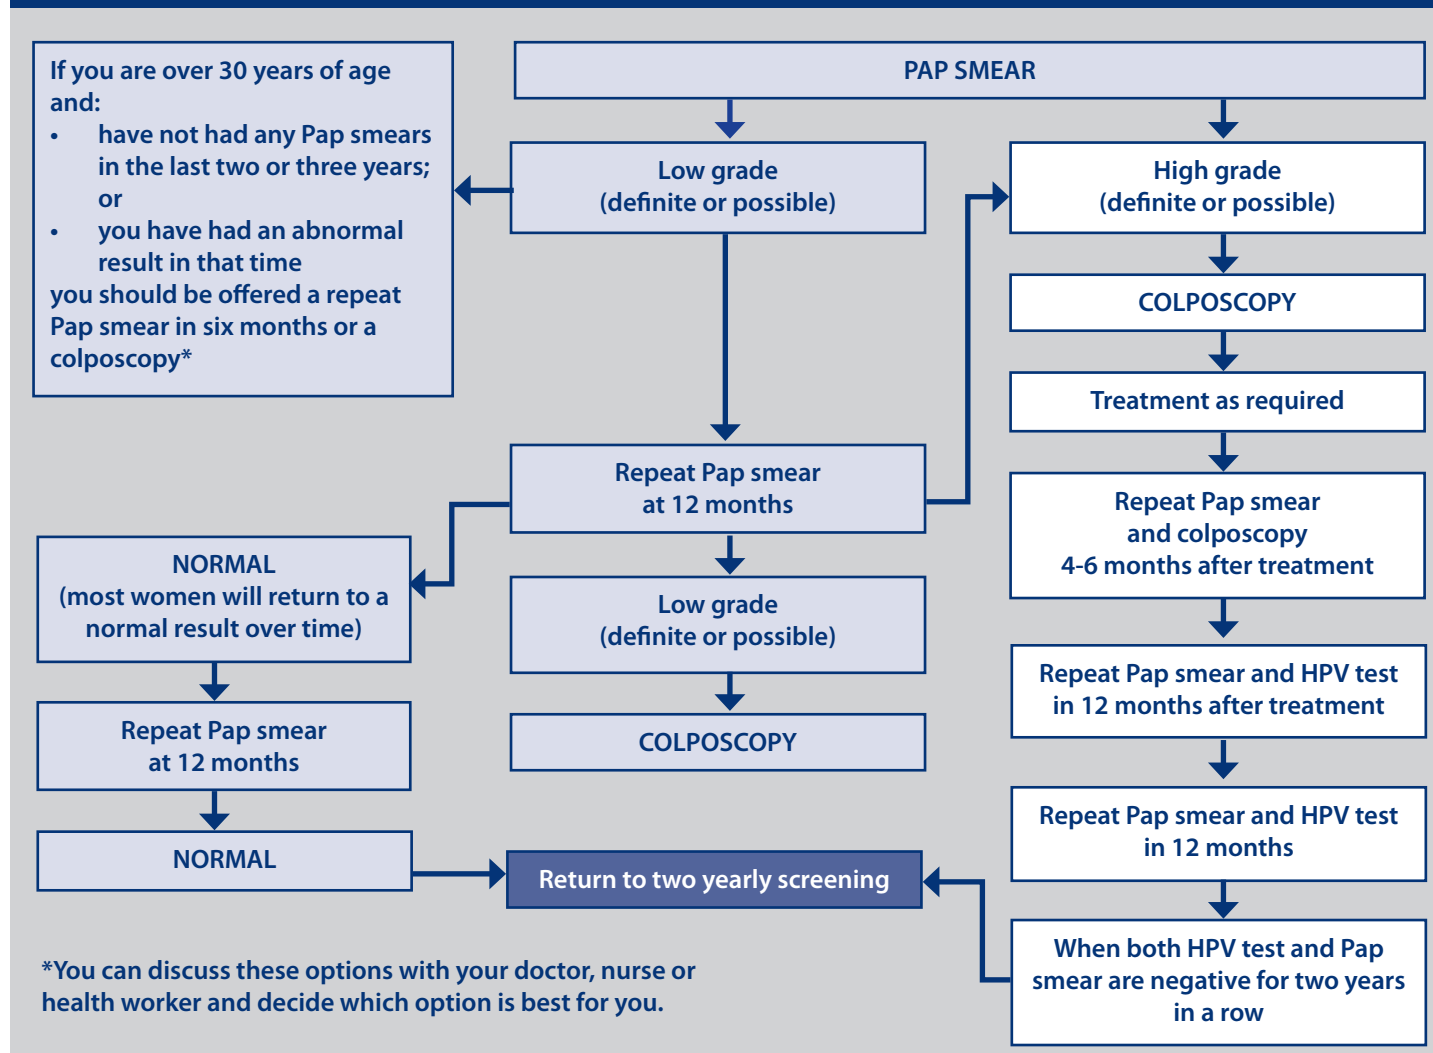 If you are over 30 years of age
and:
• have not had any Pap smears
in the last two or three years;
or
• you have had an abnormal
result in that time
you should be offered a repeat
Pap smear in six months or a
colposcopy*
PAP SMEAR
Low grade
(definite or possible)
High grade
(definite or possible)
COLPOSCOPY
Treatment as required
Repeat Pap smear
at 12 months
Repeat Pap smear
and colposcopy
4-6 months after treatment
NORMAL
(most women will return to a
normal result over time)
Low grade
(definite or possible)
Repeat Pap smear and HPV test
in 12 months after treatment
Repeat Pap smear
at 12 months
COLPOSCOPY
Repeat Pap smear and HPV test
in 12 months
NORMAL
Return to two yearly screening
When both HPV test and Pap
smear are negative for two years
in a row
*You can discuss these options with your doctor, nurse or
health worker and decide which option is best for you.